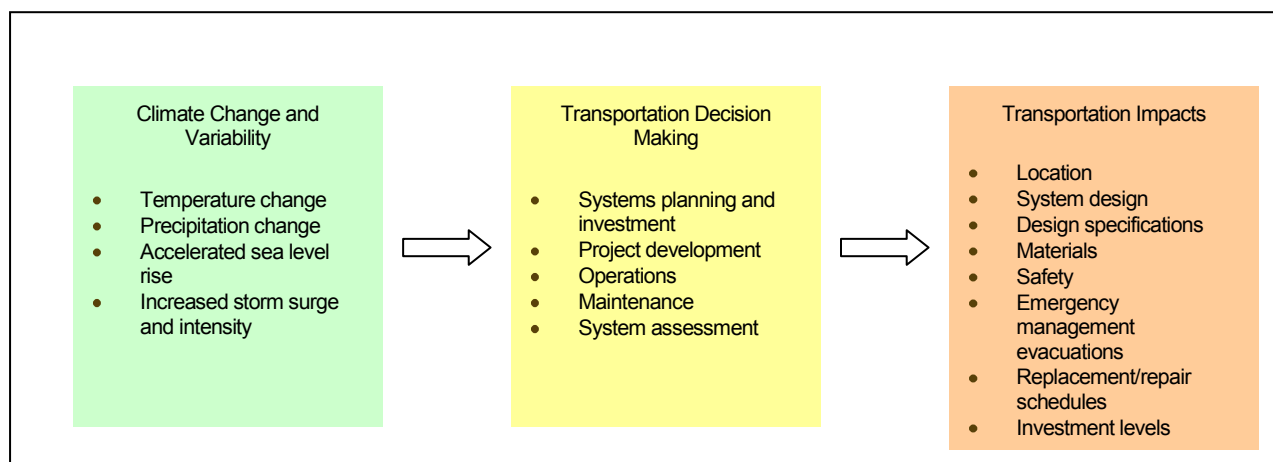 Climate Change and
Variability
• Temperature change
• Precipitation change
• Accelerated sea level
rise
• Increased storm surge
and intensity
Transportation Decision
Making
• Systems planning and
investment
• Project development
• Operations
• Maintenance
• System assessment
Transportation Impacts
• Location
• System design
• Design specifications
• Materials
• Safety
• Emergency
management
evacuations
• Replacement/repair
schedules
• Investment levels